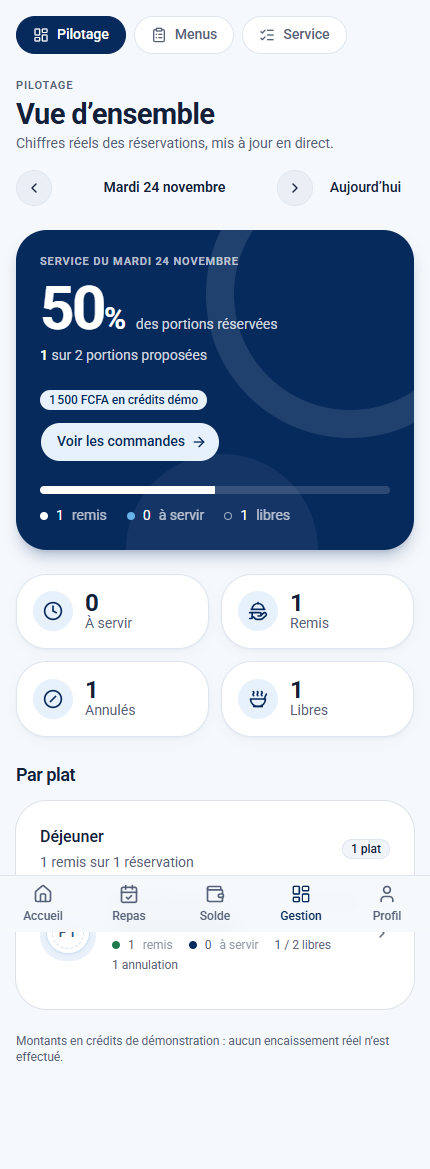 Pilotage
Menus
Service
PILOTAGE
Vue d’ensemble
Chiffres réels des réservations, mis à jour en direct.
Mardi 24 novembre
Aujourd’hui
SERVICE DU MARDI 24 NOVEMBRE
50% des portions réservées
1 sur 2 portions proposées
1 500 FCFA en crédits démo
Voir les commandes
1 remis 0 à servir 1 libres
0
À servir
1
Remis
1
Annulés
1
Libres
Par plat
Déjeuner
1 plat
1 remis sur 1 réservation
Accueil
Repas
Solde
Gestion
Profil
1 remis 0 à servir 1 / 2 libres
1 annulation
Montants en crédits de démonstration : aucun encaissement réel n’est
effectué.